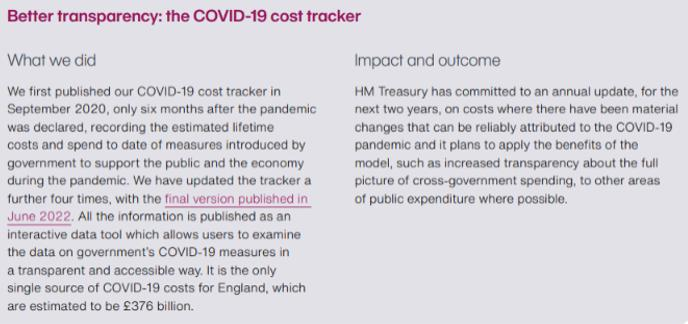 Better transparency: the COVID-19 cost tracker
What we did
We first published our COVID-19 cost tracker in
September 2020, only six months after the pandemic
was declared, recording the estimated lifetime
costs and spend to date of measures introduced by
government to support the public and the economy
during the pandemic. We have updated the tracker a
further four times, with the final version published in
June 2022. All the information is published as an
interactive data tool which allows users to examine
the data on government's COVID-19 measures in
a transparent and accessible way. It is the only
single source of COVID-19 costs for England, which
are estimated to be £376 billion.
Impact and outcome
HM Treasury has committed to an annual update, for the
next two years, on costs where there have been material
changes that can be reliably attributed to the COVID-19
pandemic and it plans to apply the benefits of the
model, such as increased transparency about the full
picture of cross-government spending, to other areas
of public expenditure where possible.